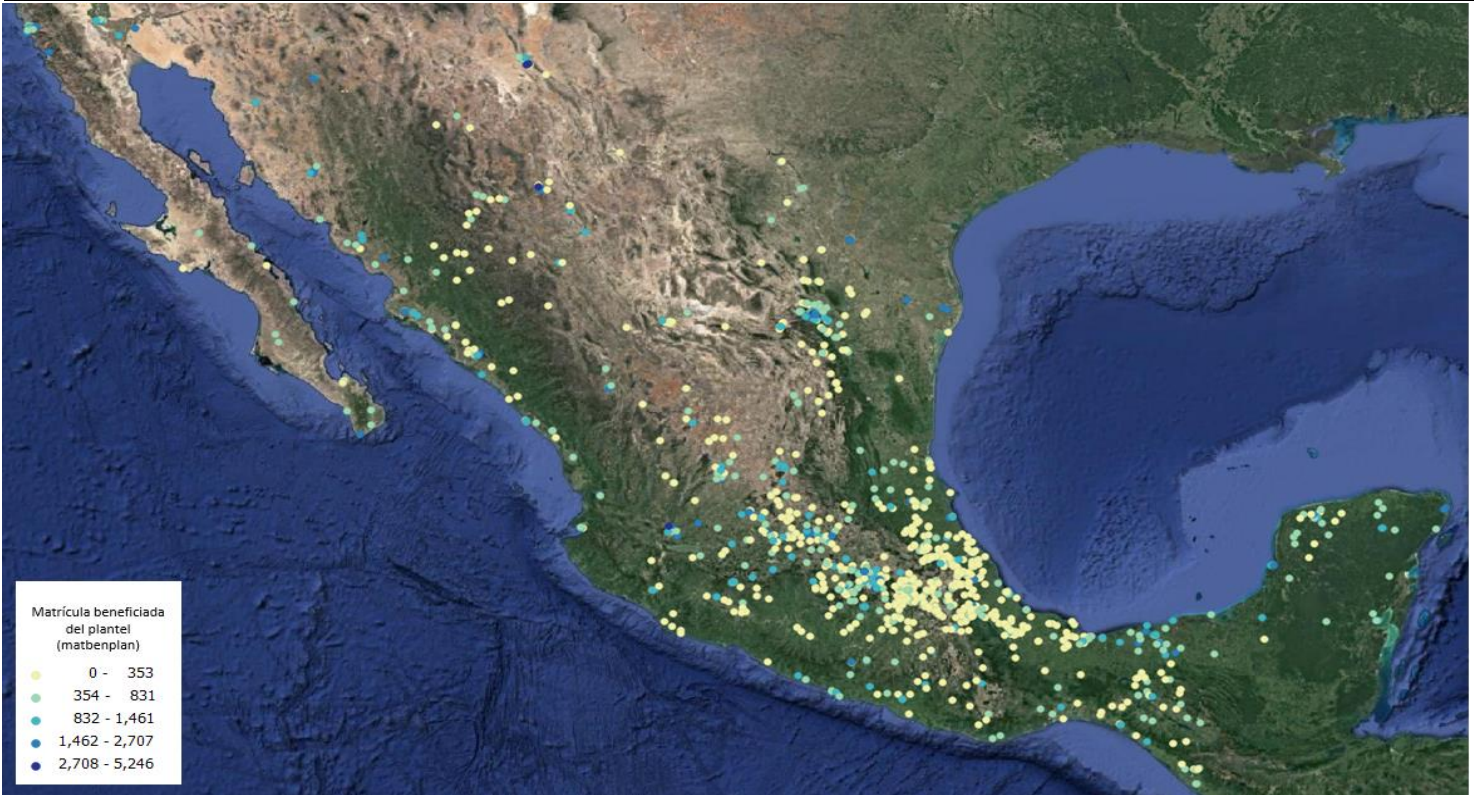 Matrícula beneficiada
del plantel
(matbenplan)
0 - 353
354 - 831
832 - 1,461
1,462 - 2,707
2,708 - 5,246